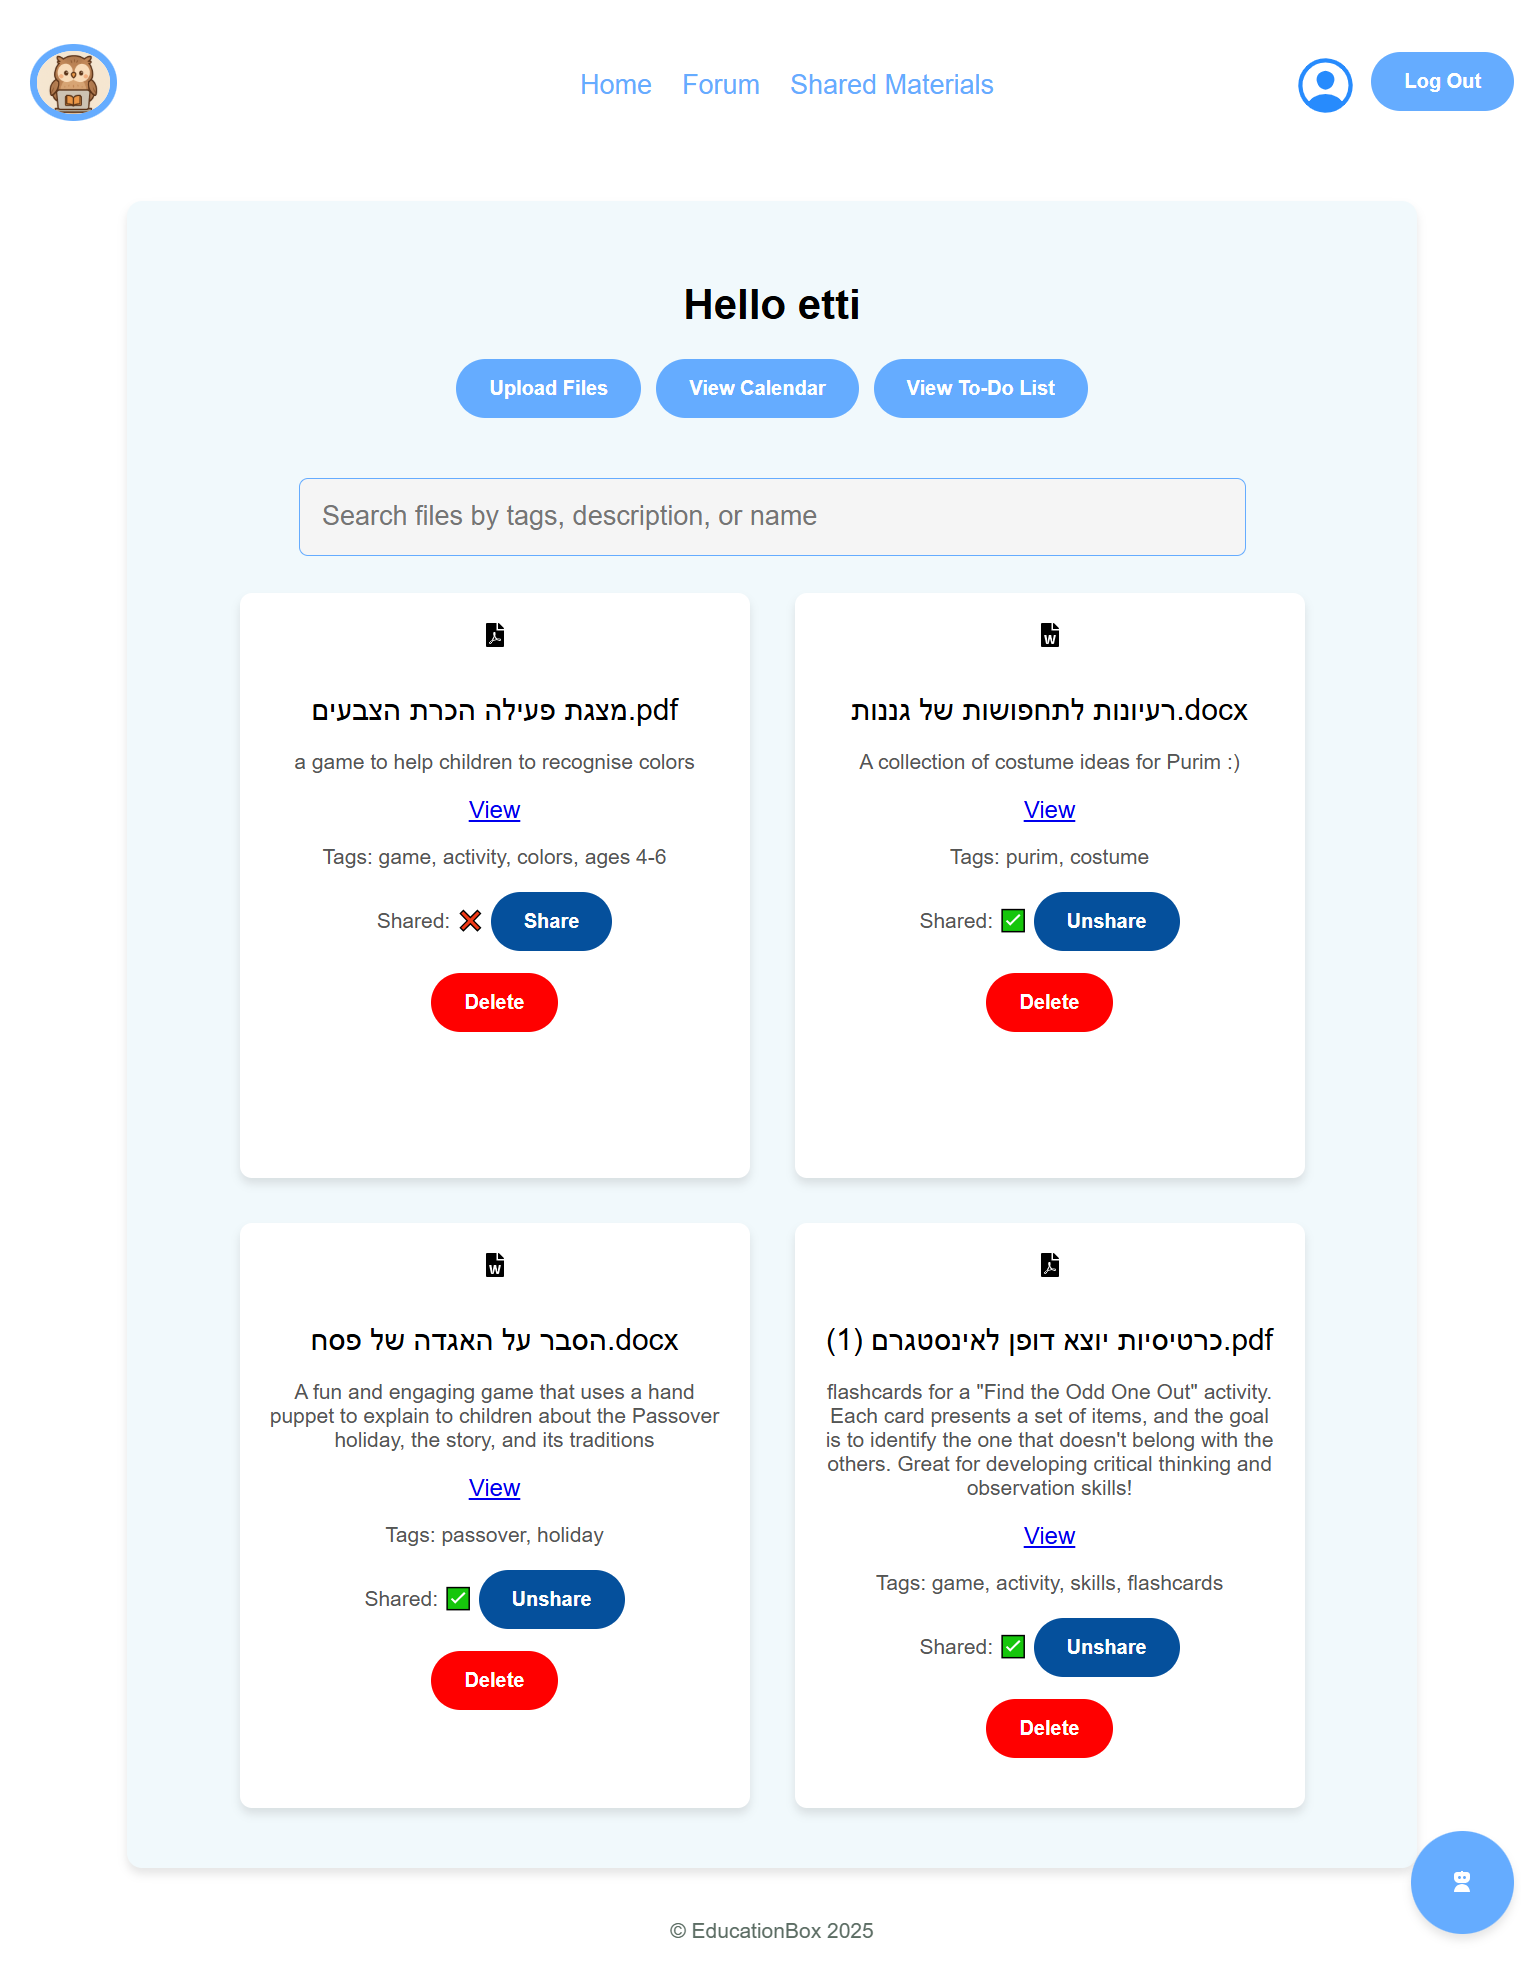 Home Forum Shared Materials
Log Out
Hello etti
Upload Files View Calendar View To-Do List
Search files by tags, description, or name
מצגת פעילה הכרת הצבעים.pdf
a game to help children to recognise colors
View
Tags: game, activity, colors, ages 4-6
Shared: ❌ Share
Delete
רעיונות לתחפושות של גננות.docx
A collection of costume ideas for Purim :)
View
Tags: purim, costume
Shared: ✅ Unshare
Delete
הסבר על האגדה של פסח.docx
A fun and engaging game that uses a hand
puppet to explain to children about the Passover
holiday, the story, and its traditions
View
Tags: passover, holiday
Shared: ✅ Unshare
Delete
כרטיסיות יוצא דופן לאינסטגרם (1).pdf
flashcards for a "Find the Odd One Out" activity.
Each card presents a set of items, and the goal
is to identify the one that doesn't belong with the
others. Great for developing critical thinking and
observation skills!
View
Tags: game, activity, skills, flashcards
Shared: ✅ Unshare
Delete
© EducationBox 2025